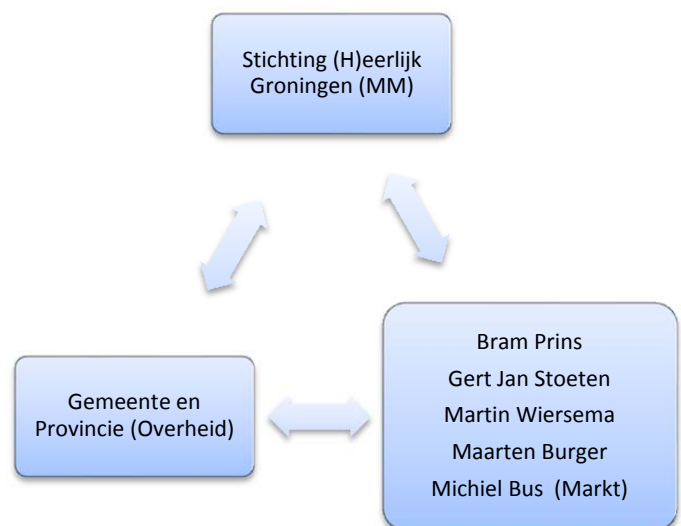 Stichting (H)eerlijk
Groningen (MM)
Gemeente en
Provincie (Overheid)
Bram Prins
Gert Jan Stoeten
Martin Wiersema
Maarten Burger
Michiel Bus (Markt)